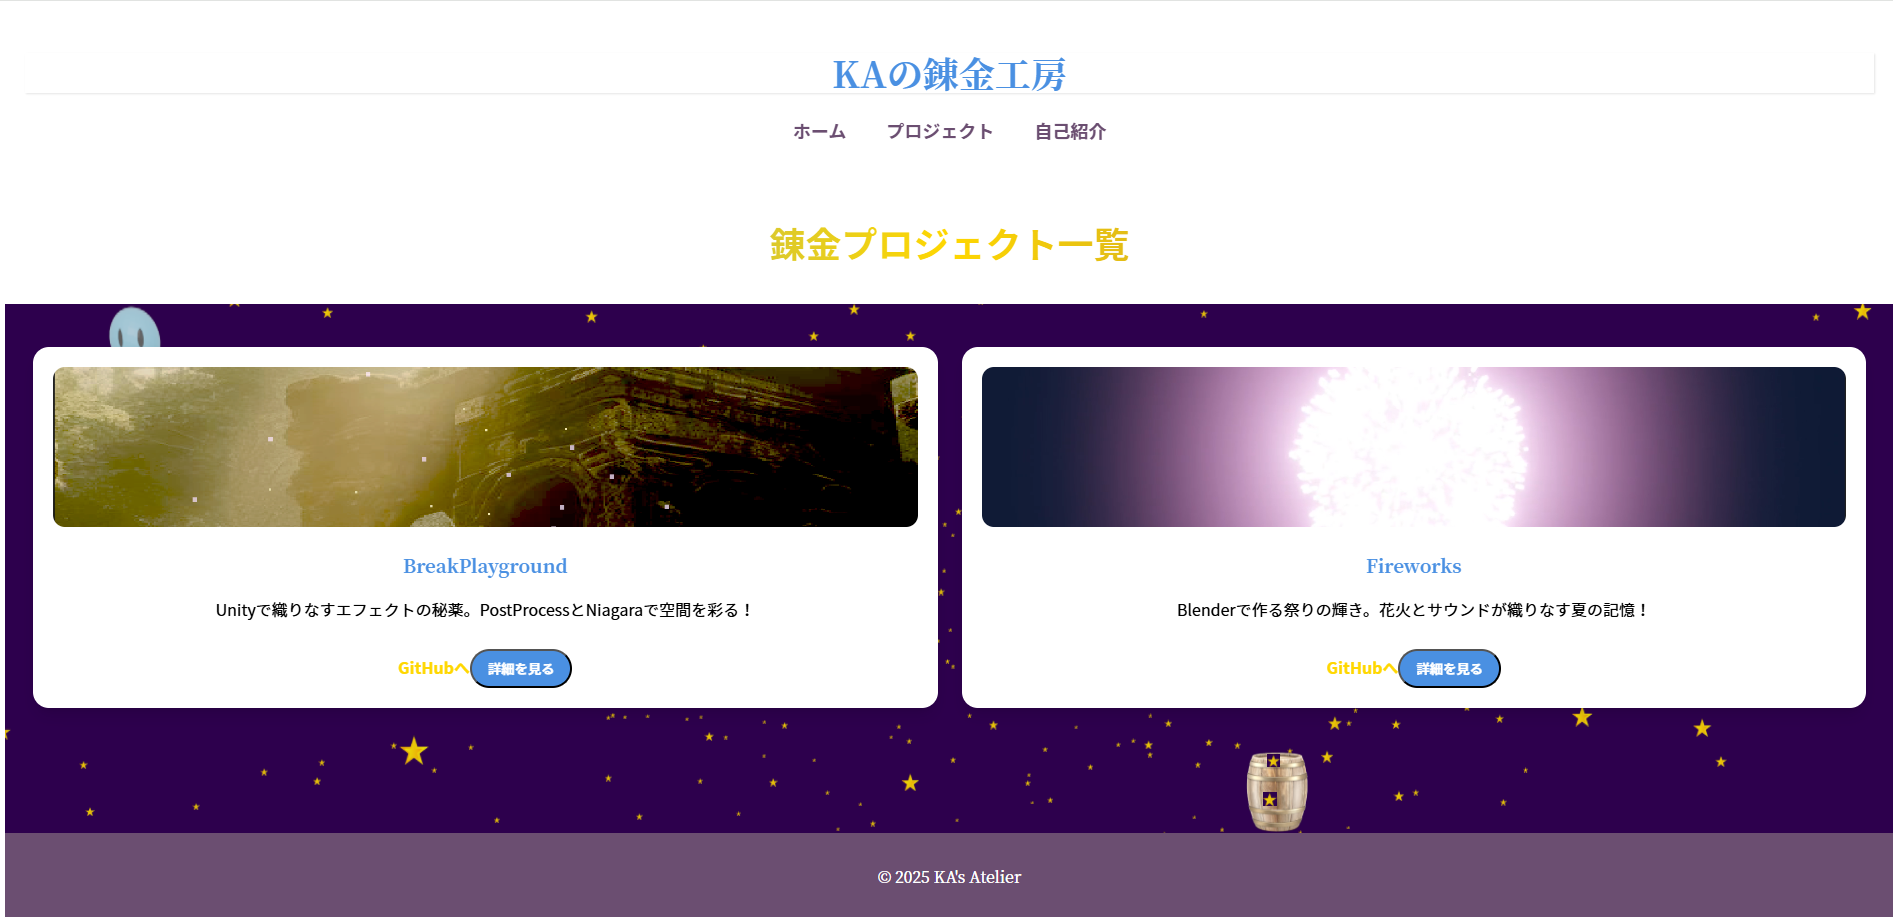 KAの錬金工房
ホーム プロジェクト 自己紹介
錬金プロジェクト一覧
BreakPlayground
Unityで織りなすエフェクトの秘薬。PostProcessとNiagaraで空間を彩る！
GitHubへ 詳細を見る
Fireworks
Blenderで作る祭りの輝き。花火とサウンドが織りなす夏の記憶！
GitHubへ 詳細を見る
© 2025 KA's Atelier